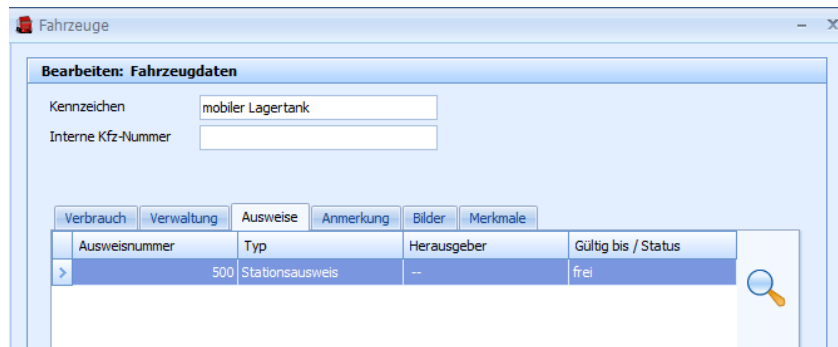 Fahrzeuge
Bearbeiten: Fahrzeugdaten
Kennzeichen mobiler Lagertank
Interne Kfz-Nummer
Verbrauch Verwaltung Ausweise Anmerkung Bilder Merkmale
Ausweisnummer Typ Herausgeber Gültig bis / Status
500 Stationsausweis -- frei